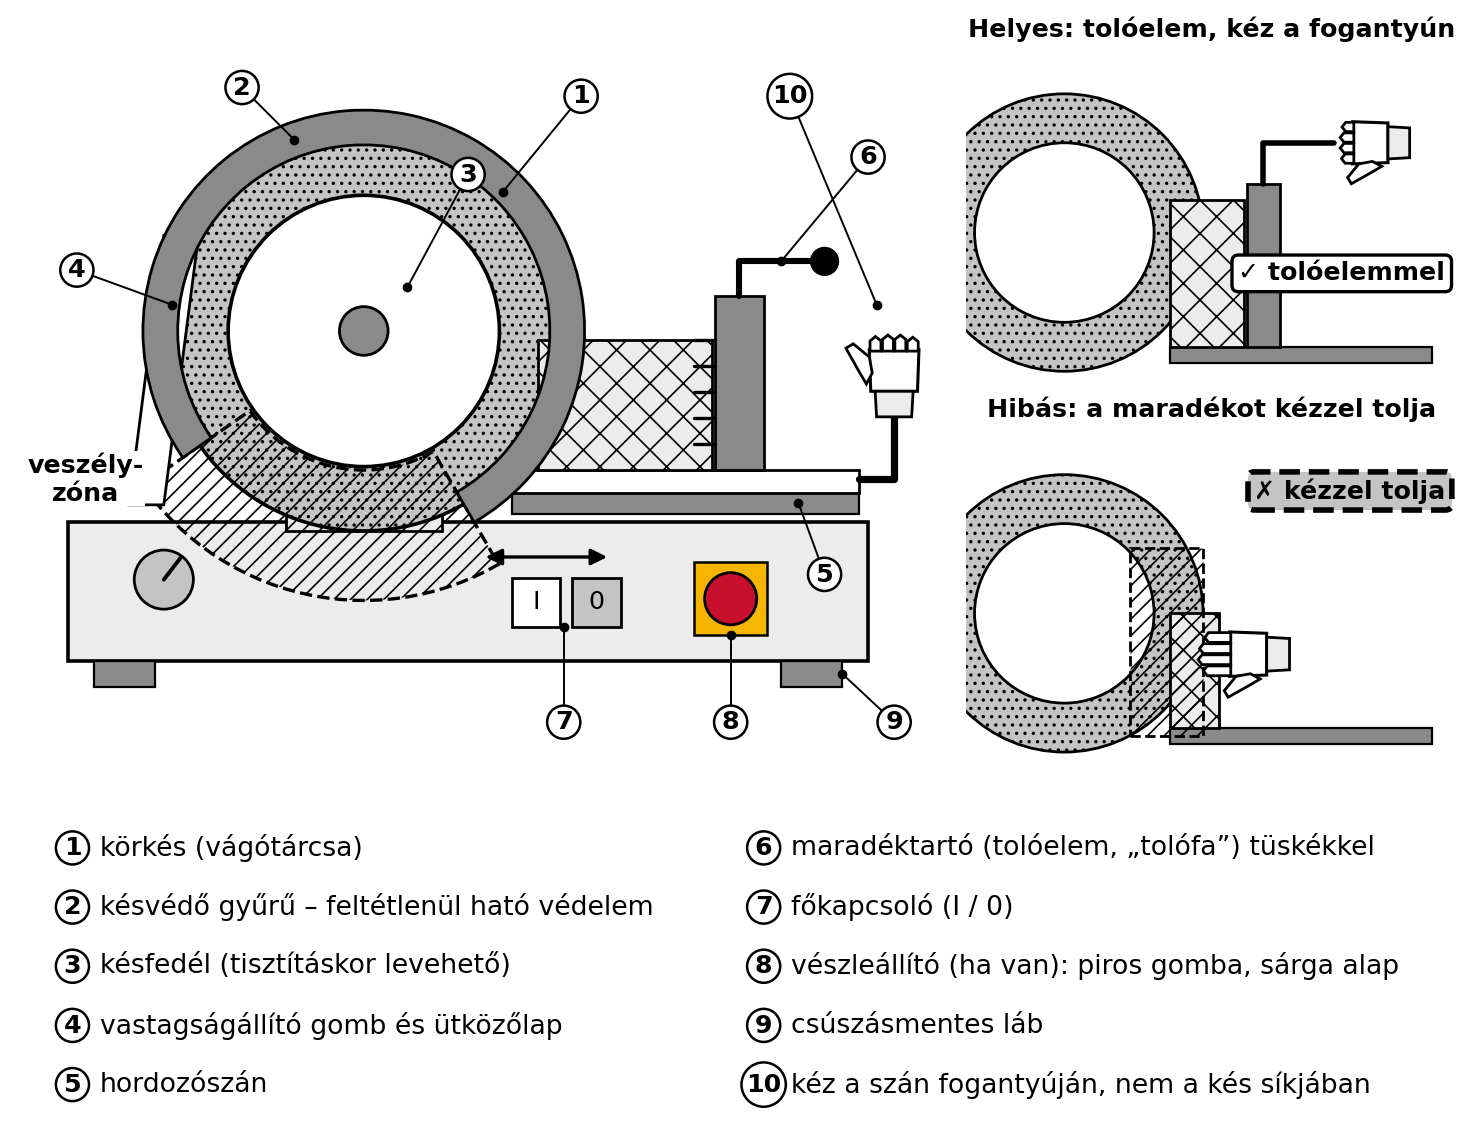 Helyes: tolóelem, kéz a fogantyún
2
1
10
6
3
4
✓ tolóelemmel
Hibás: a maradékot kézzel tolja
veszély-
zóna
✗ kézzel tolja
5
I
0
7
8
9
1 körkés (vágótárcsa)
2 késvédő gyűrű – feltétlenül ható védelem
3 késfedél (tisztításkor levehető)
4 vastagságállító gomb és ütközőlap
5 hordozószán
6 maradéktartó (tolóelem, „tolófa”) tüskékkel
7 főkapcsoló (I / 0)
8 vészleállító (ha van): piros gomba, sárga alap
9 csúszásmentes láb
10 kéz a szán fogantyúján, nem a kés síkjában